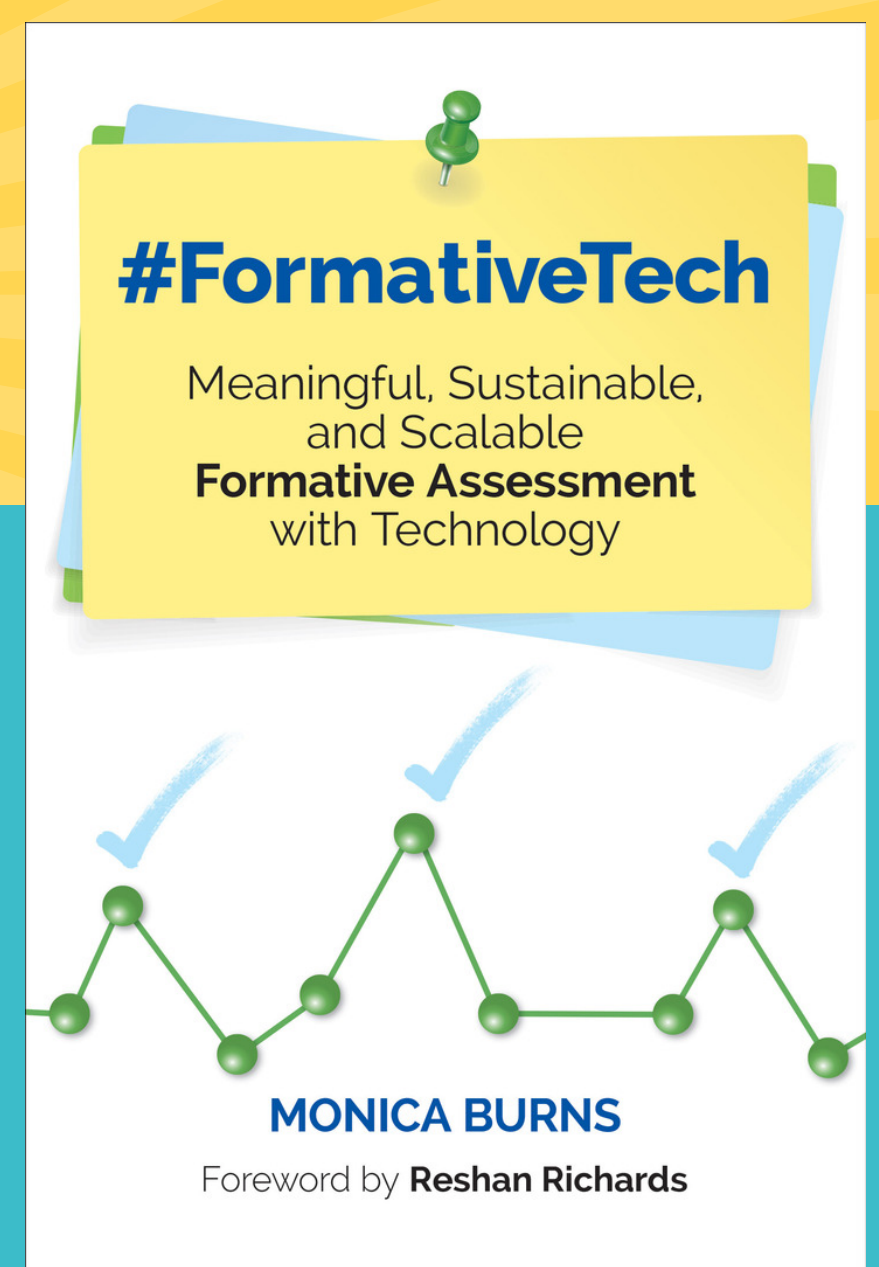 #FormativeTech
Meaningful, Sustainable,
and Scalable
Formative Assessment
with Technology
MONICA BURNS
Foreword by Reshan Richards